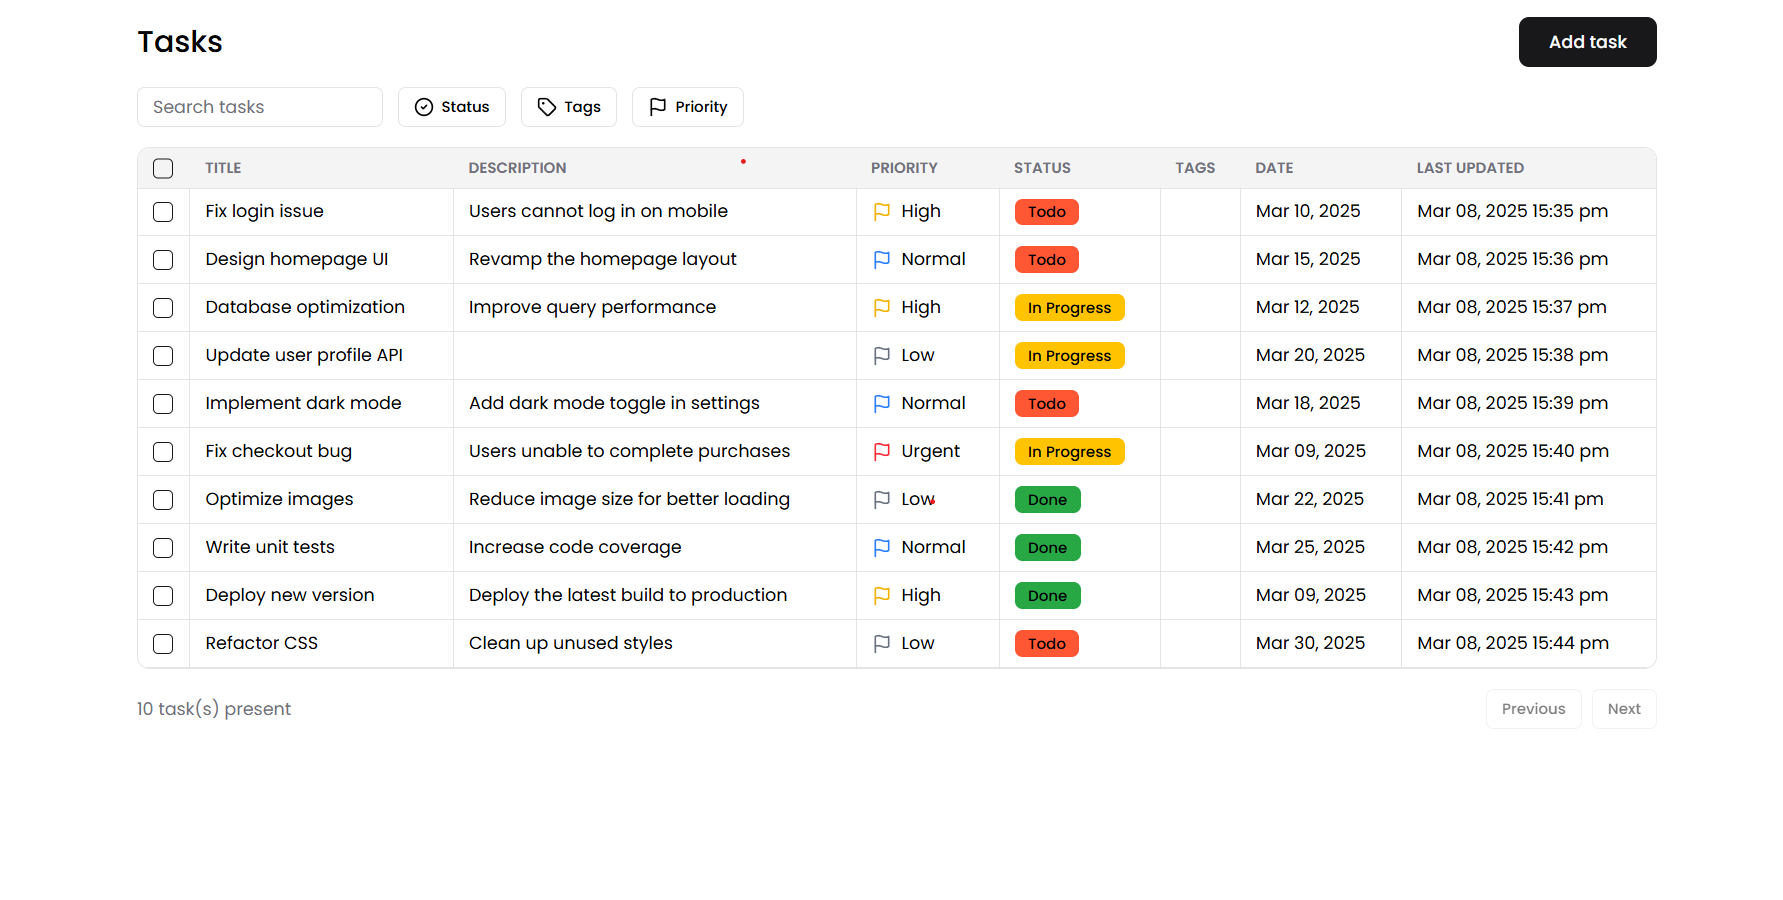 Tasks
Add task
Search tasks Status Tags Priority
TITLE DESCRIPTION PRIORITY STATUS TAGS DATE LAST UPDATED
Fix login issue Users cannot log in on mobile High Todo Mar 10, 2025 Mar 08, 2025 15:35 pm
Design homepage UI Revamp the homepage layout Normal Todo Mar 15, 2025 Mar 08, 2025 15:36 pm
Database optimization Improve query performance High In Progress Mar 12, 2025 Mar 08, 2025 15:37 pm
Update user profile API Low In Progress Mar 20, 2025 Mar 08, 2025 15:38 pm
Implement dark mode Add dark mode toggle in settings Normal Todo Mar 18, 2025 Mar 08, 2025 15:39 pm
Fix checkout bug Users unable to complete purchases Urgent In Progress Mar 09, 2025 Mar 08, 2025 15:40 pm
Optimize images Reduce image size for better loading Low Done Mar 22, 2025 Mar 08, 2025 15:41 pm
Write unit tests Increase code coverage Normal Done Mar 25, 2025 Mar 08, 2025 15:42 pm
Deploy new version Deploy the latest build to production High Done Mar 09, 2025 Mar 08, 2025 15:43 pm
Refactor CSS Clean up unused styles Low Todo Mar 30, 2025 Mar 08, 2025 15:44 pm
10 task(s) present Previous Next